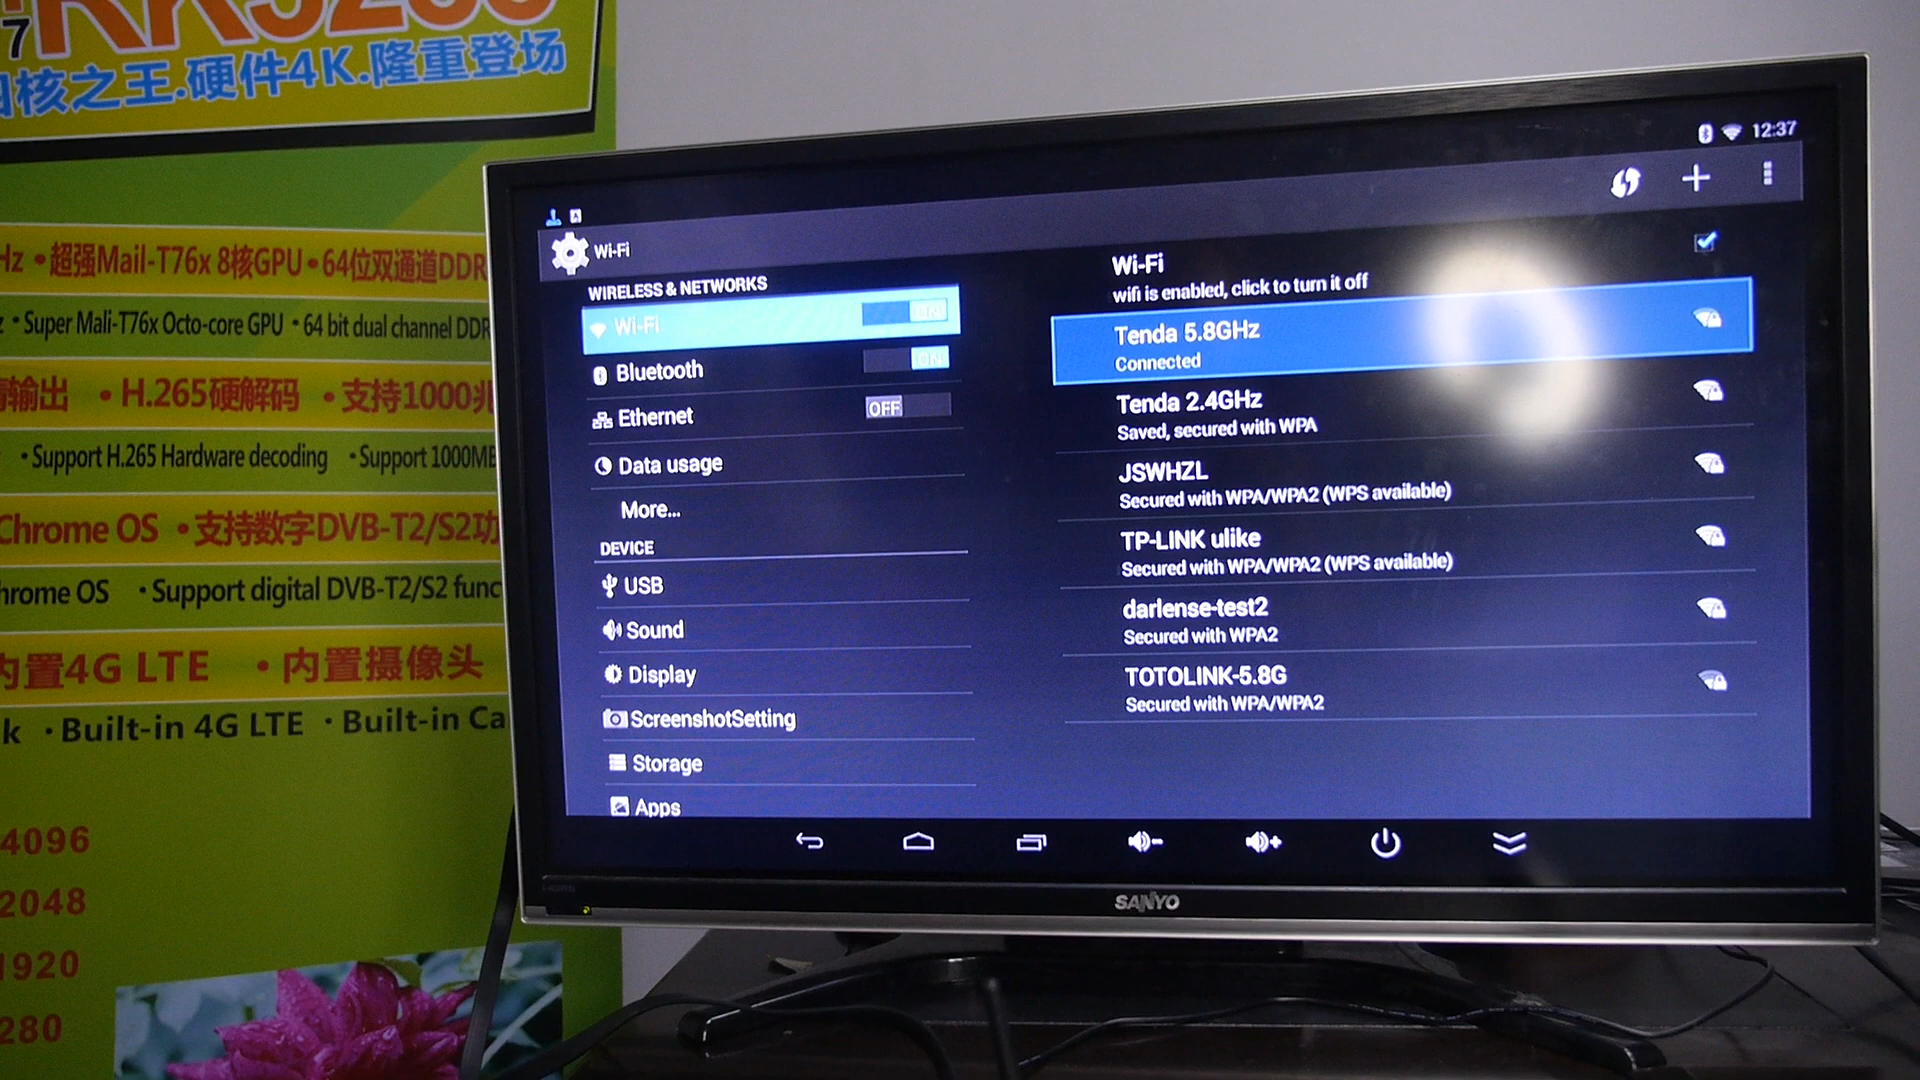 四核之王.硬件4K.隆重登场
Hz • 超强Mail-T76x 8核GPU • 64位双通道DDR
z • Super Mali-T76x Octo-core GPU • 64 bit dual channel DDR
输出 • H.265硬解码 • 支持1000兆
• Support H.265 Hardware decoding • Support 1000MB
Chrome OS • 支持数字DVB-T2/S2功
hrome OS • Support digital DVB-T2/S2 func
内置4G LTE • 内置摄像头
k • Built-in 4G LTE • Built-in Ca
4096
2048
1920
280
12:37
Wi-Fi
WIRELESS & NETWORKS
Wi-Fi ON
Bluetooth ON
Ethernet OFF
Data usage
More...
DEVICE
USB
Sound
Display
ScreenshotSetting
Storage
Apps
Wi-Fi
wifi is enabled, click to turn it off
Tenda 5.8GHz
Connected
Tenda 2.4GHz
Saved, secured with WPA
JSWHZL
Secured with WPA/WPA2 (WPS available)
TP-LINK ulike
Secured with WPA/WPA2 (WPS available)
darlense-test2
Secured with WPA2
TOTOLINK-5.8G
Secured with WPA/WPA2
SANYO